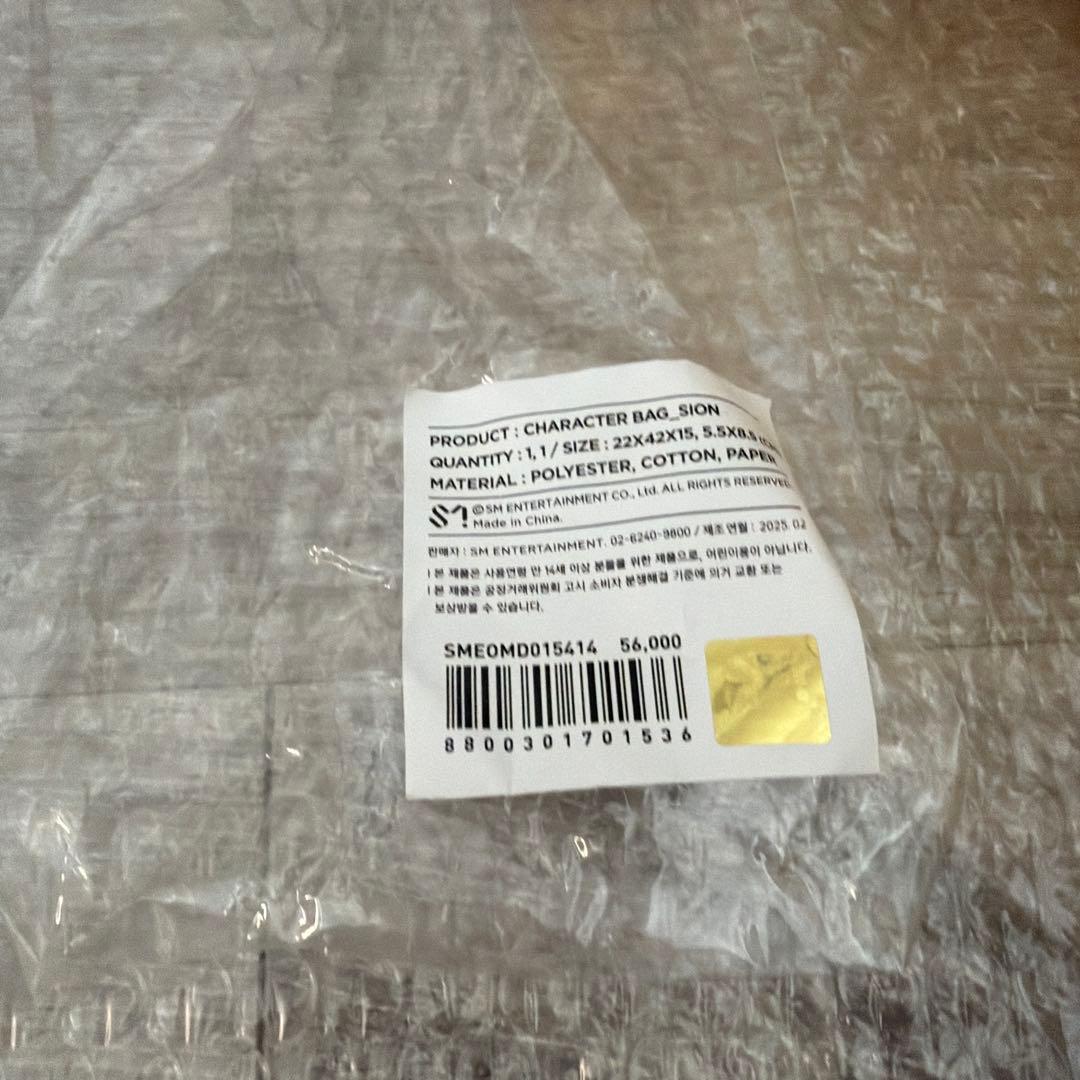 PRODUCT : CHARACTER BAG_SION
QUANTITY : 1, 1 / SIZE : 22X42X15, 5.5X8.5
MATERIAL : POLYESTER, COTTON, PAPER
SM ©SM ENTERTAINMENT CO., Ltd. ALL RIGHTS RESERVED.
Made in China.
판매자 : SM ENTERTAINMENT. 02-6240-9800 / 제조연월 : 2025. 02
본 제품은 사용연령 만 14세 이상 분들을 위한 제품으로, 어린이용이 아닙니다.
본 제품은 공정거래위원회 고시 소비자 분쟁해결 기준에 의거 교환 또는
보상받을 수 있습니다.
SMEOMD015414 56,000
8800301701536